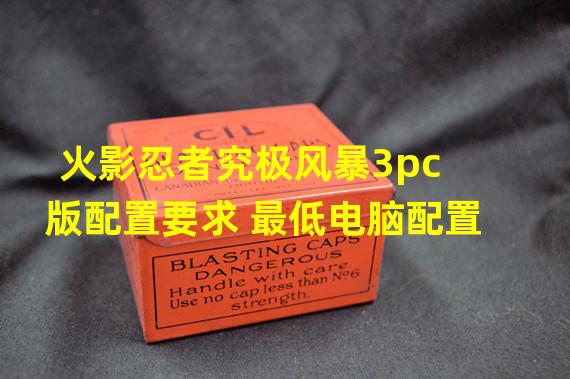 CIL
火影忍者究极风暴3pc
版配置要求 最低电脑配置
BLASTING CAPS
DANGEROUS
Handle with care
Use no cap less than No6
strength.